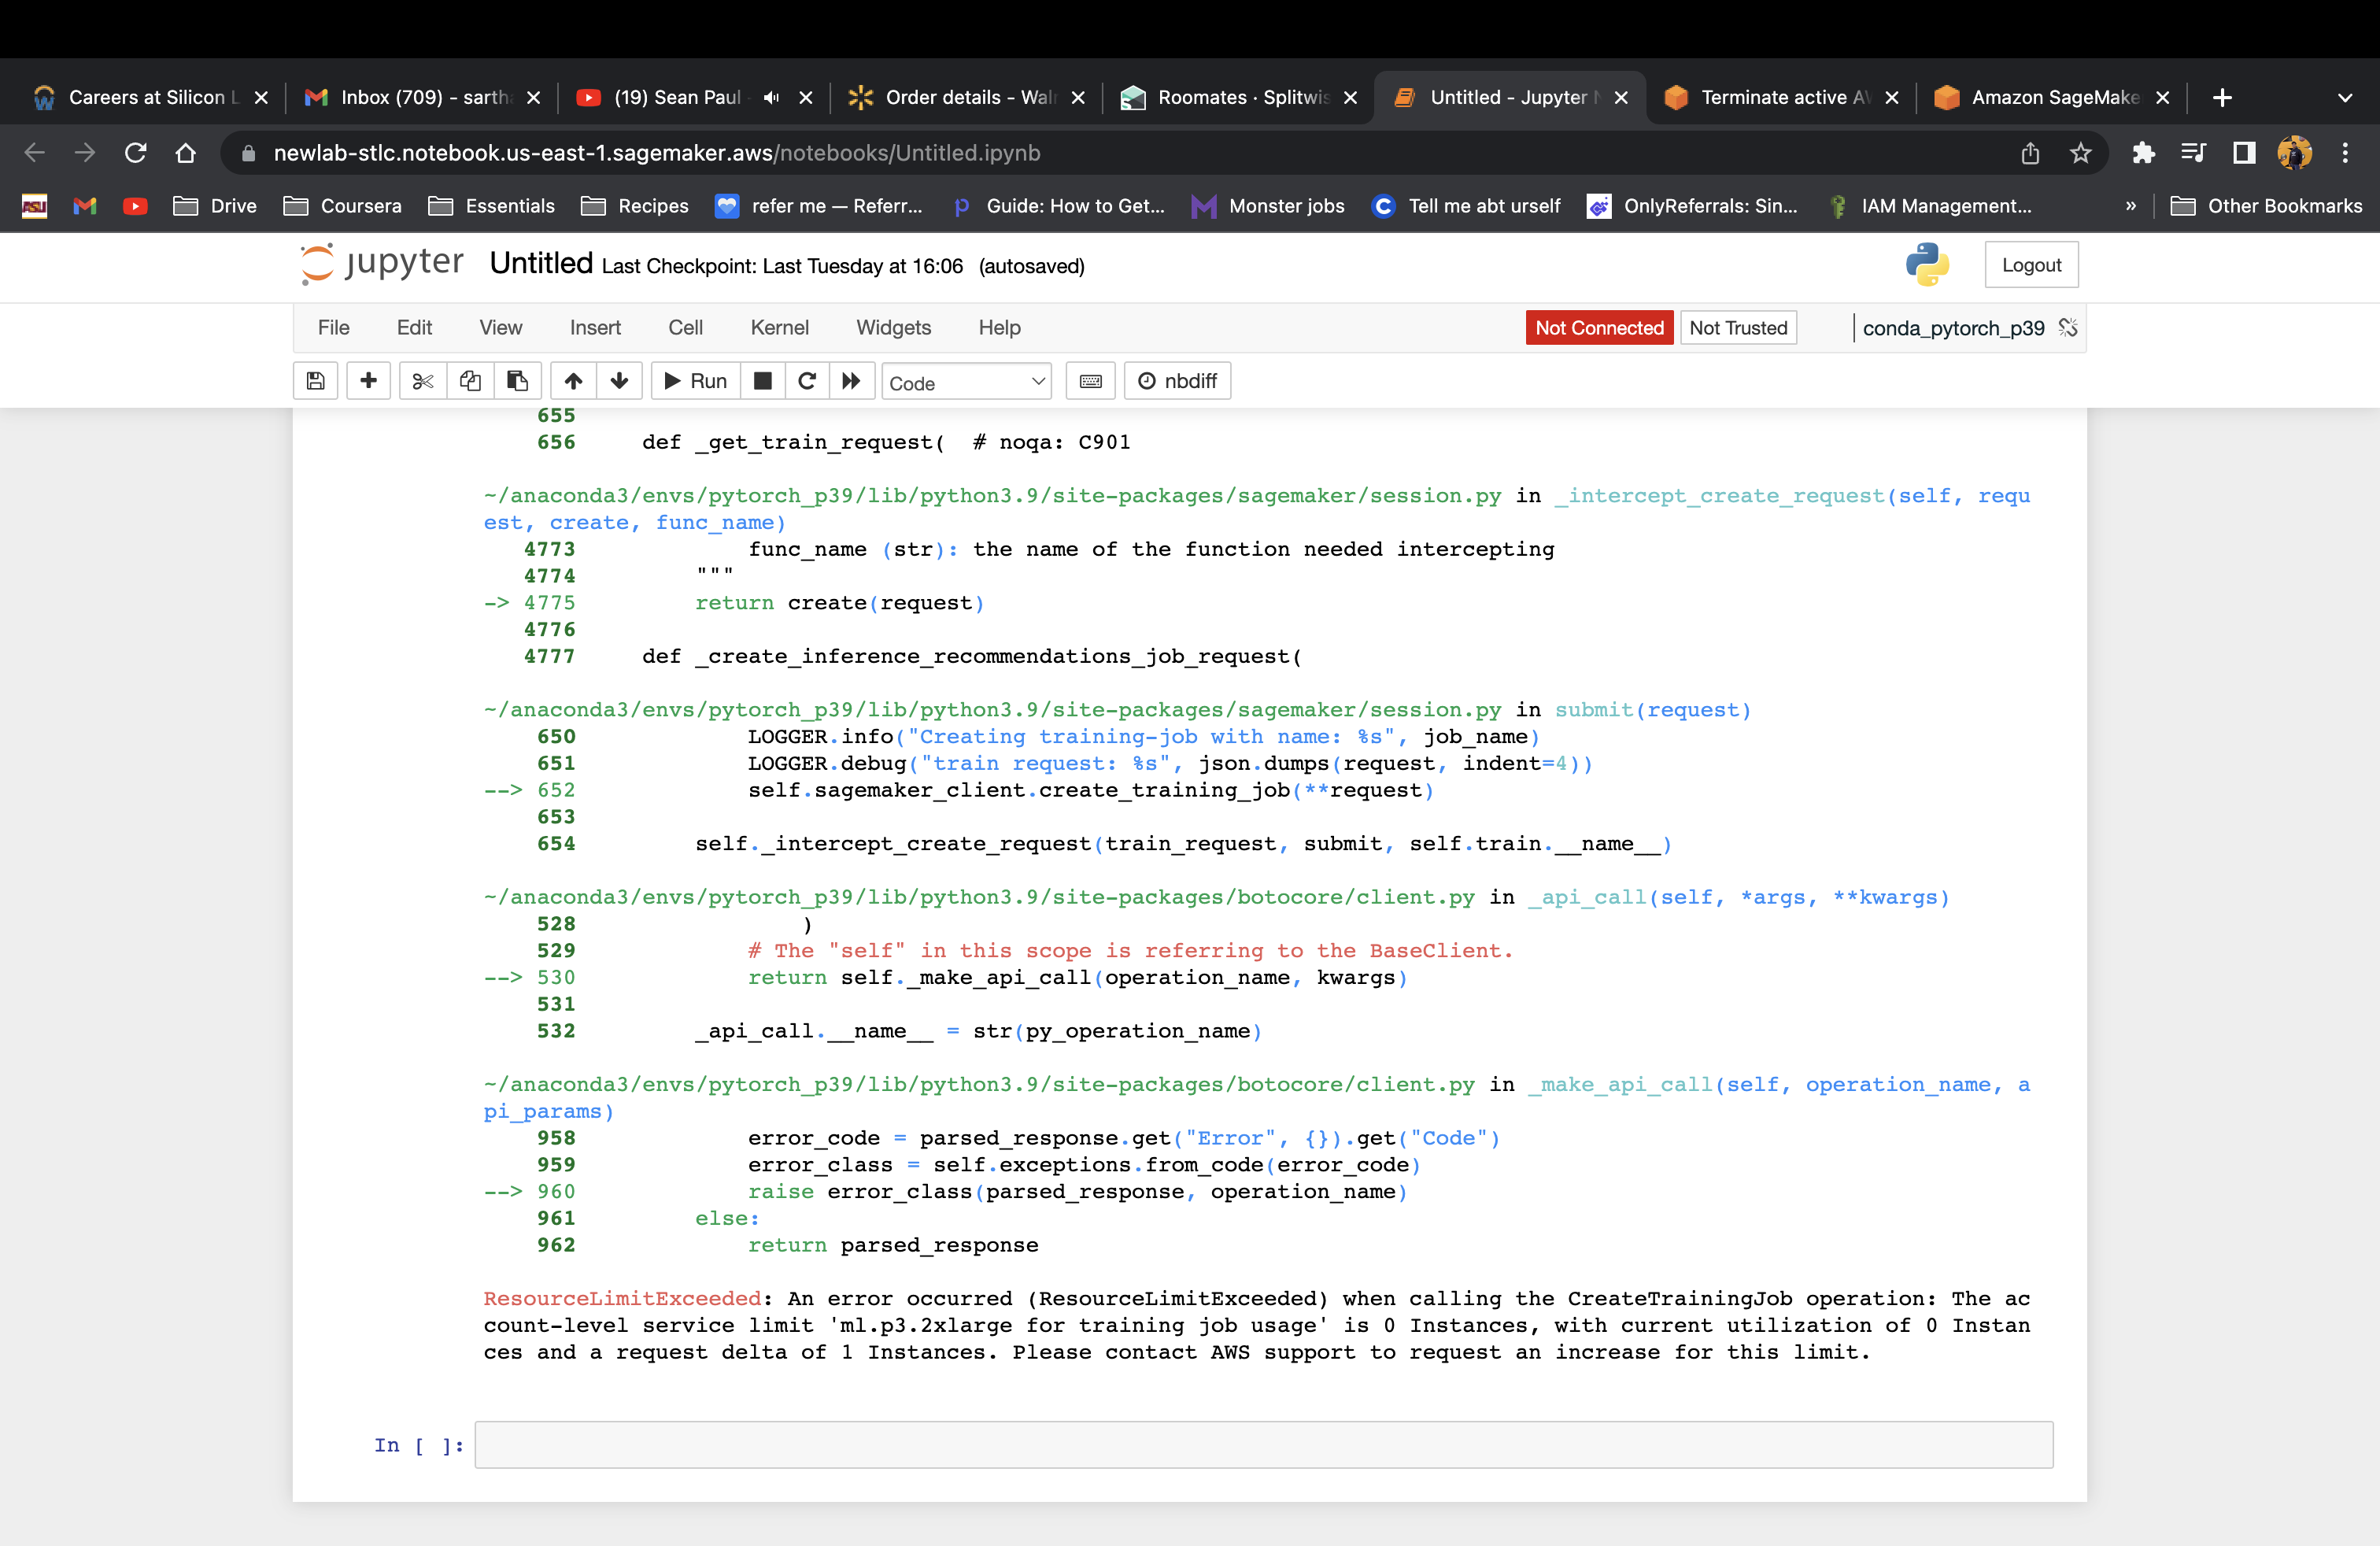 Careers at Silicon L
Inbox (709) - sarth
(19) Sean Paul -
Order details - Wal
Roomates · Splitwis
Untitled - Jupyter N
Terminate active A
Amazon SageMake
newlab-stlc.notebook.us-east-1.sagemaker.aws/notebooks/Untitled.ipynb
ASU
Drive
Coursera
Essentials
Recipes
refer me — Referr...
Guide: How to Get...
Monster jobs
Tell me abt urself
OnlyReferrals: Sin...
IAM Management...
»
Other Bookmarks
jupyter Untitled Last Checkpoint: Last Tuesday at 16:06 (autosaved)
Logout
File Edit View Insert Cell Kernel Widgets Help
Not Connected Not Trusted conda_pytorch_p39
Run Code nbdiff
655
656 def _get_train_request( # noqa: C901
~/anaconda3/envs/pytorch_p39/lib/python3.9/site-packages/sagemaker/session.py in _intercept_create_request(self, requ
est, create, func_name)
4773 func_name (str): the name of the function needed intercepting
4774 """
-> 4775 return create(request)
4776
4777 def _create_inference_recommendations_job_request(
~/anaconda3/envs/pytorch_p39/lib/python3.9/site-packages/sagemaker/session.py in submit(request)
650 LOGGER.info("Creating training-job with name: %s", job_name)
651 LOGGER.debug("train request: %s", json.dumps(request, indent=4))
--> 652 self.sagemaker_client.create_training_job(**request)
653
654 self._intercept_create_request(train_request, submit, self.train.__name__)
~/anaconda3/envs/pytorch_p39/lib/python3.9/site-packages/botocore/client.py in _api_call(self, *args, **kwargs)
528 )
529 # The "self" in this scope is referring to the BaseClient.
--> 530 return self._make_api_call(operation_name, kwargs)
531
532 _api_call.__name__ = str(py_operation_name)
~/anaconda3/envs/pytorch_p39/lib/python3.9/site-packages/botocore/client.py in _make_api_call(self, operation_name, a
pi_params)
958 error_code = parsed_response.get("Error", {}).get("Code")
959 error_class = self.exceptions.from_code(error_code)
--> 960 raise error_class(parsed_response, operation_name)
961 else:
962 return parsed_response
ResourceLimitExceeded: An error occurred (ResourceLimitExceeded) when calling the CreateTrainingJob operation: The ac
count-level service limit 'ml.p3.2xlarge for training job usage' is 0 Instances, with current utilization of 0 Instan
ces and a request delta of 1 Instances. Please contact AWS support to request an increase for this limit.
In [ ]: